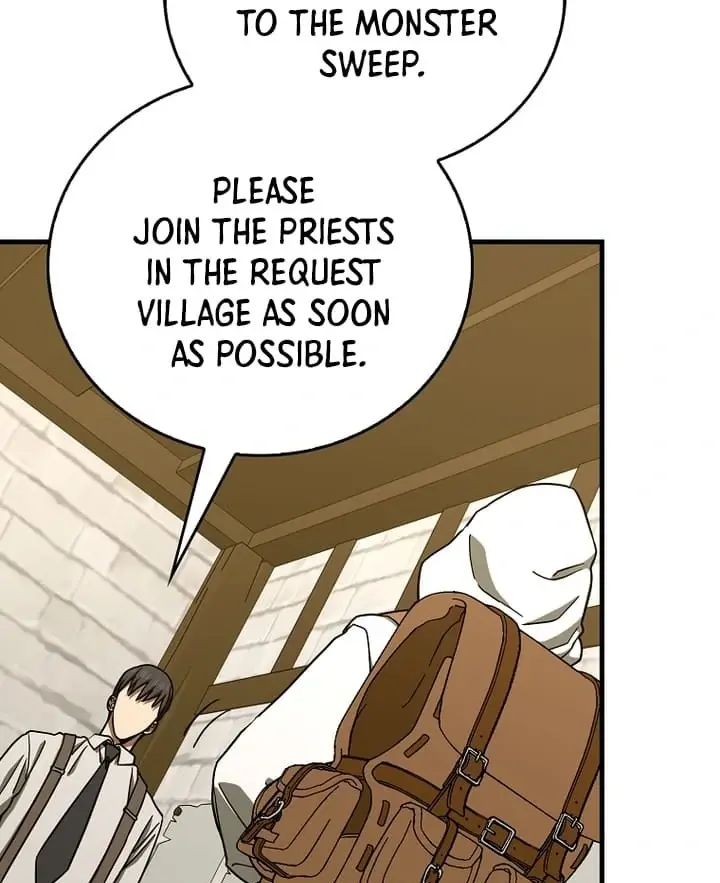 TO THE MONSTER
SWEEP.
PLEASE
JOIN THE PRIESTS
IN THE REQUEST
VILLAGE AS SOON
AS POSSIBLE.